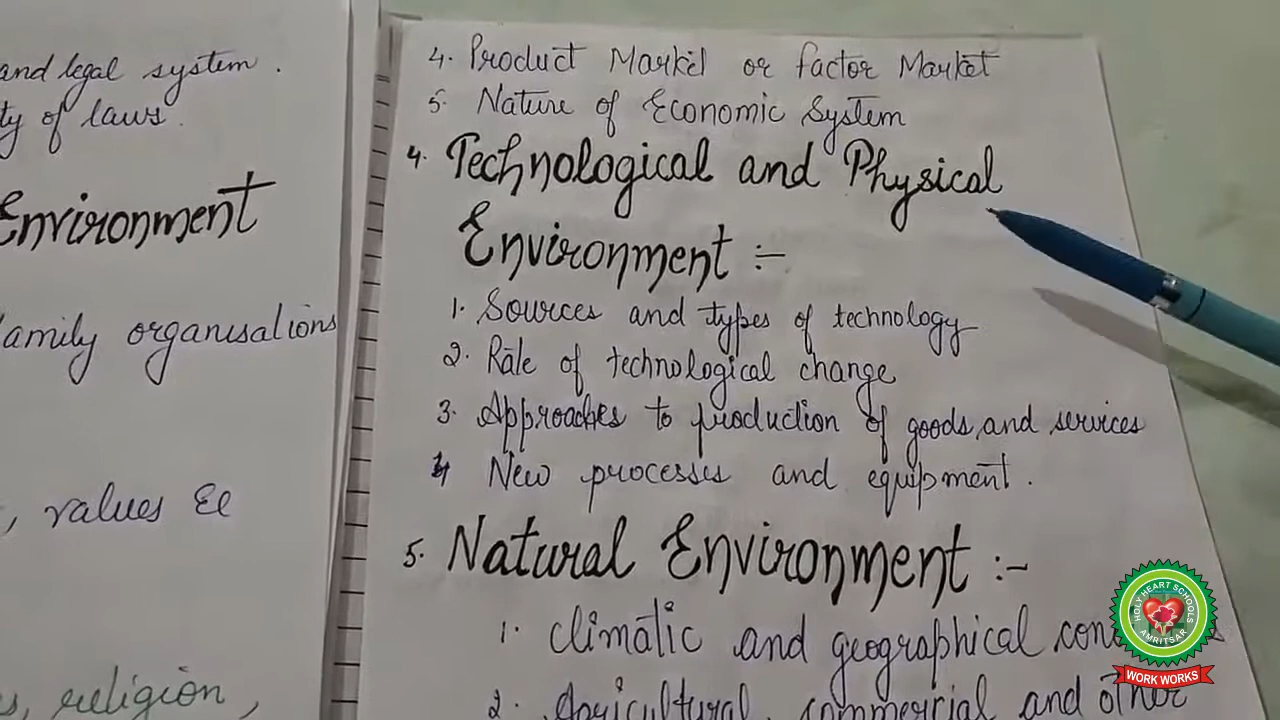 and legal system.
ty of laws.
Environment
amily organisations
, values &c
s, religion,
4. Product Market or factor Market
5. Nature of Economic System
4. Technological and Physical
Environment :-
1. Sources and types of technology
2. Rate of technological change
3. Approaches to production of goods and services
4 New processes and equipment.
5. Natural Environment :-
1. Climatic and geographical con
2. Agricultural, commercial and other
HOLY HEART SCHOOLS
AMRITSAR
WORK WORKS